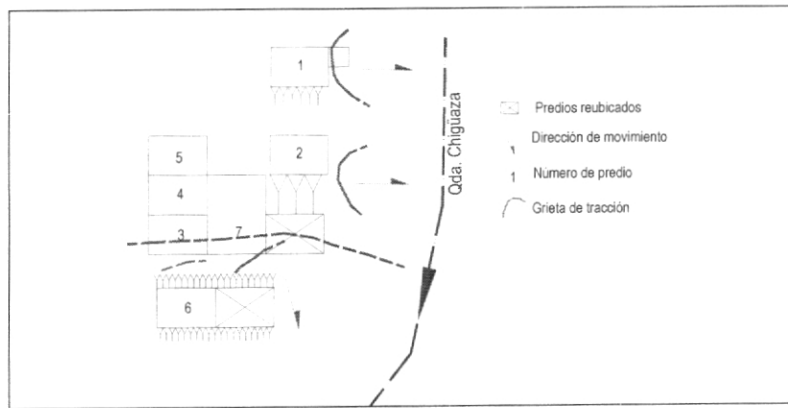 1
2
5
4
3
7
6
Qda. Chigüaza
Predios reubicados
Dirección de movimiento
1 Número de predio
Grieta de tracción